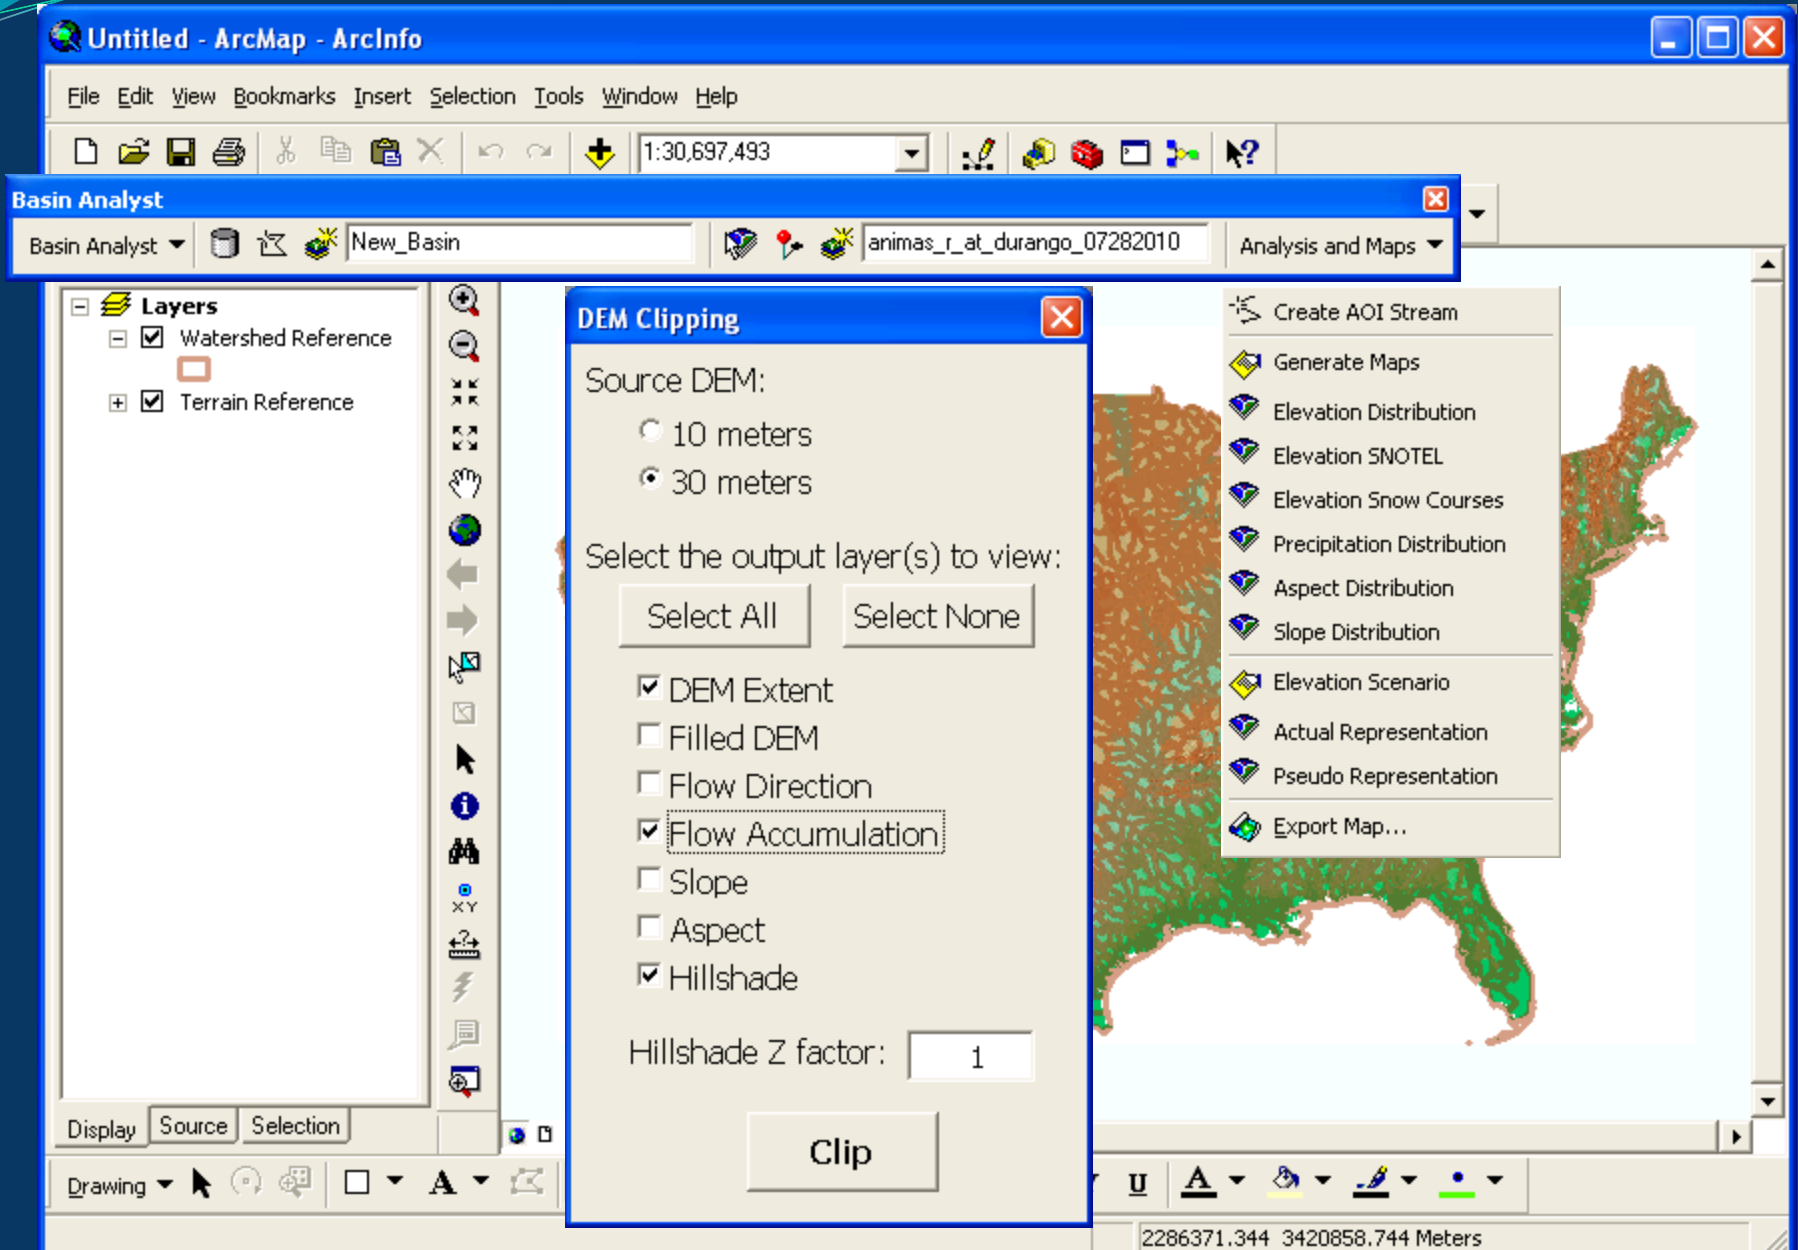 Untitled - ArcMap - ArcInfo
File Edit View Bookmarks Insert Selection Tools Window Help
1:30,697,493
Basin Analyst
Basin Analyst New_Basin animas_r_at_durango_07282010 Analysis and Maps
Layers
Watershed Reference
Terrain Reference
XY
Display Source Selection
DEM Clipping
Source DEM:
10 meters
30 meters
Select the output layer(s) to view:
Select All Select None
DEM Extent
Filled DEM
Flow Direction
Flow Accumulation
Slope
Aspect
Hillshade
Hillshade Z factor: 1
Clip
Create AOI Stream
Generate Maps
Elevation Distribution
Elevation SNOTEL
Elevation Snow Courses
Precipitation Distribution
Aspect Distribution
Slope Distribution
Elevation Scenario
Actual Representation
Pseudo Representation
Export Map...
Drawing A U A
2286371.344 3420858.744 Meters